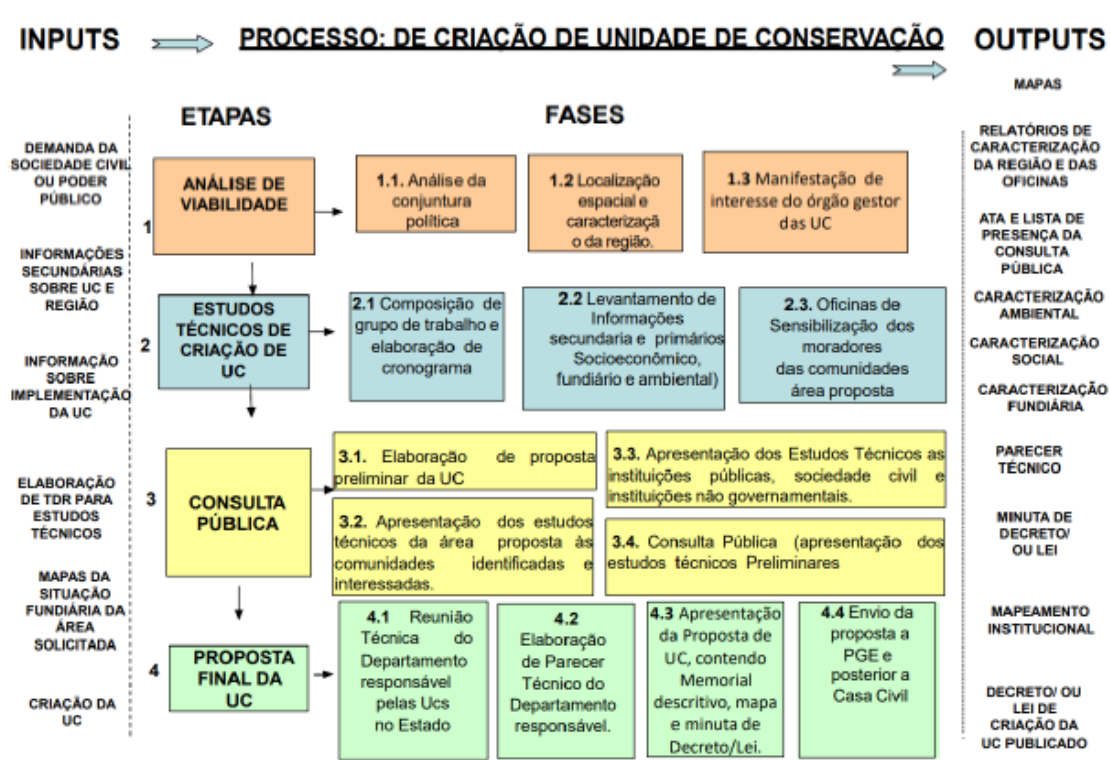 INPUTS
PROCESSO: DE CRIAÇÃO DE UNIDADE DE CONSERVAÇÃO
OUTPUTS
ETAPAS
FASES
DEMANDA DA
SOCIEDADE CIVIL
OU PODER
PÚBLICO
INFORMAÇÕES
SECUNDÁRIAS
SOBRE UC E
REGIÃO
INFORMAÇÃO
SOBRE
IMPLEMENTAÇÃO
DA UC
ELABORAÇÃO
DE TDR PARA
ESTUDOS
TÉCNICOS
MAPAS DA
SITUAÇÃO
FUNDIÁRIA DA
ÁREA
SOLICITADA
CRIAÇÃO DA
UC
1
ANÁLISE DE
VIABILIDADE
1.1. Análise da
conjuntura
política
1.2 Localização
espacial e
caracterizaçã
o da região.
1.3 Manifestação de
interesse do órgão gestor
das UC
2
ESTUDOS
TÉCNICOS DE
CRIAÇÃO DE
UC
2.1 Composição de
grupo de trabalho e
elaboração de
cronograma
2.2 Levantamento de
Informações
secundaria e primários
Socioeconômico,
fundiário e ambiental)
2.3. Oficinas de
Sensibilização dos
moradores
das comunidades
área proposta
3
CONSULTA
PÚBLICA
3.1. Elaboração de proposta
preliminar da UC
3.2. Apresentação dos estudos
técnicos da área proposta às
comunidades identificadas e
interessadas.
3.3. Apresentação dos Estudos Técnicos as
instituições públicas, sociedade civil e
instituições não governamentais.
3.4. Consulta Pública (apresentação dos
estudos técnicos Preliminares
4
PROPOSTA
FINAL DA
UC
4.1 Reunião
Técnica do
Departamento
responsável
pelas Ucs
no Estado
4.2
Elaboração
de Parecer
Técnico do
Departamento
responsável.
4.3 Apresentação
da Proposta de
UC, contendo
Memorial
descritivo, mapa
e minuta de
Decreto/Lei.
4.4 Envio da
proposta a
PGE e
posterior a
Casa Civil
MAPAS
RELATÓRIOS DE
CARACTERIZAÇÃO
DA REGIÃO E DAS
OFICINAS
ATA E LISTA DE
PRESENÇA DA
CONSULTA
PÚBLICA
CARACTERIZAÇÃO
AMBIENTAL
CARACTERIZAÇÃO
SOCIAL
CARACTERIZAÇÃO
FUNDIÁRIA
PARECER
TÉCNICO
MINUTA DE
DECRETO/
OU LEI
MAPEAMENTO
INSTITUCIONAL
DECRETO/ OU
LEI DE
CRIAÇÃO DA
UC PUBLICADO